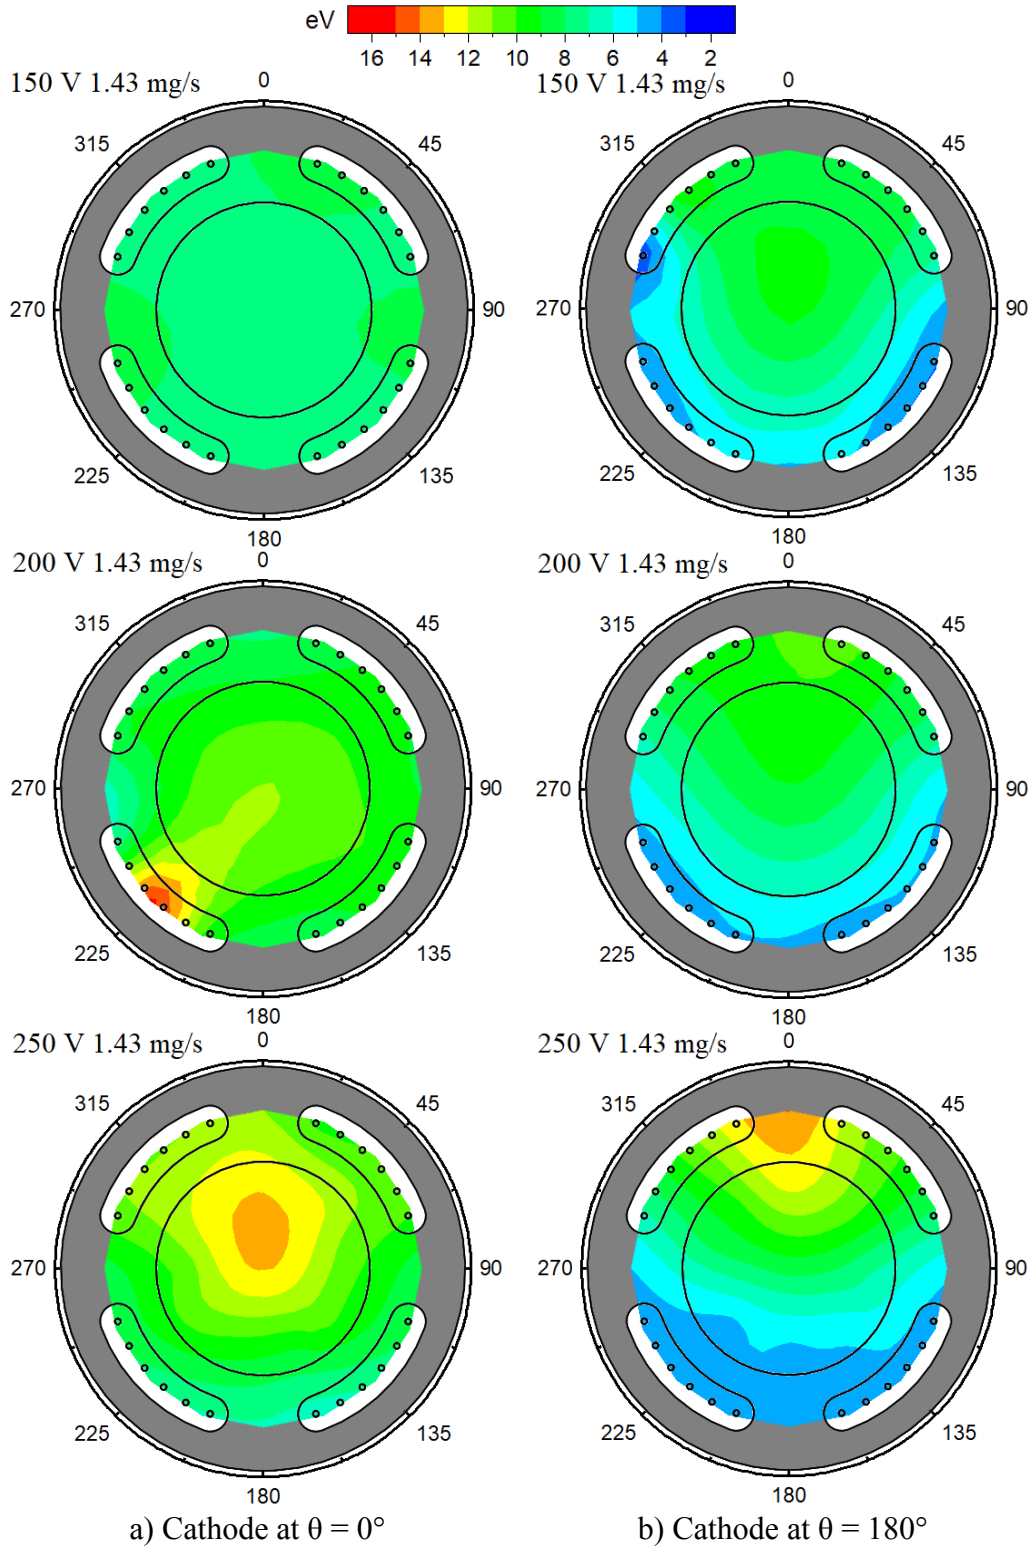 eV
16 14 12 10 8 6 4 2
150 V 1.43 mg/s 0
315 45
270 90
225 135
180
150 V 1.43 mg/s 0
315 45
270 90
225 135
180
200 V 1.43 mg/s 0
315 45
270 90
225 135
180
200 V 1.43 mg/s 0
315 45
270 90
225 135
180
250 V 1.43 mg/s 0
315 45
270 90
225 135
180
250 V 1.43 mg/s 0
315 45
270 90
225 135
180
a) Cathode at θ = 0°
b) Cathode at θ = 180°